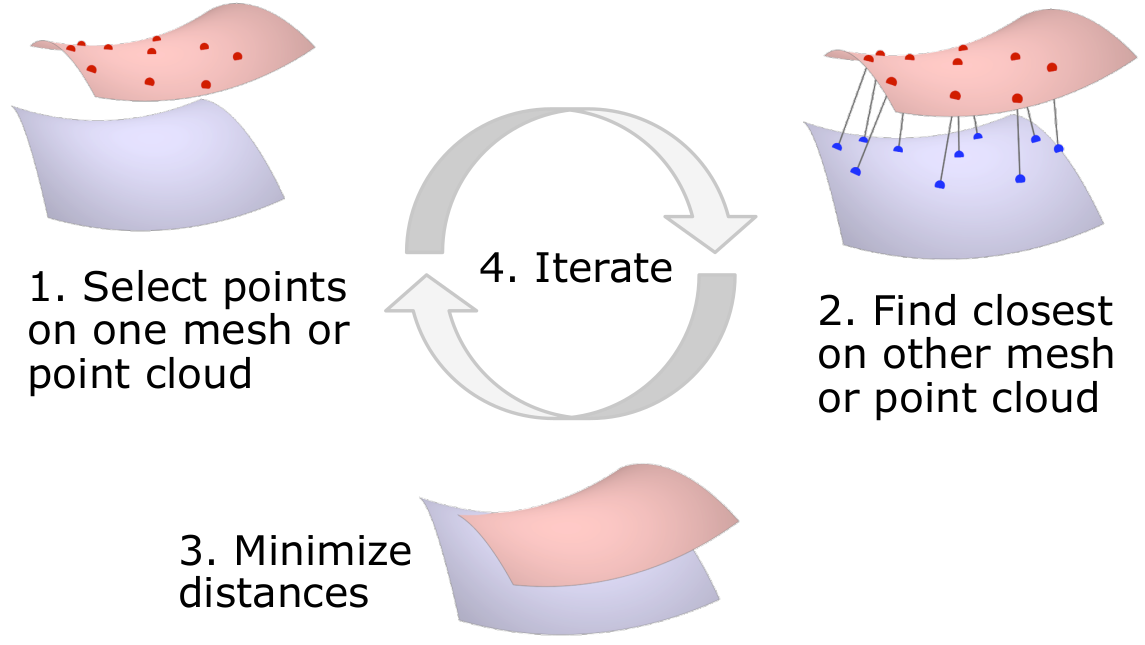 1. Select points
on one mesh or
point cloud
4. Iterate
2. Find closest
on other mesh
or point cloud
3. Minimize
distances